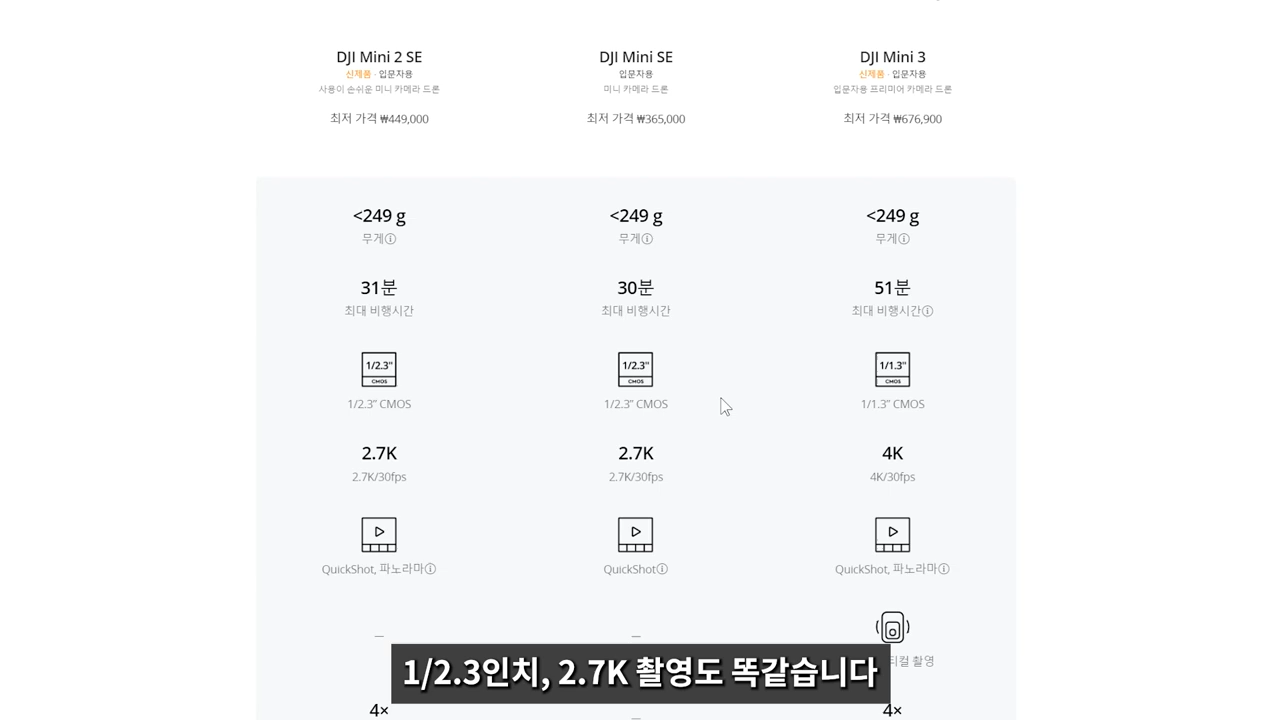 DJI Mini 2 SE
신제품 · 입문자용
사용이 손쉬운 미니 카메라 드론
최저 가격 ₩449,000
DJI Mini SE
입문자용
미니 카메라 드론
최저 가격 ₩365,000
DJI Mini 3
신제품 · 입문자용
입문자용 프리미어 카메라 드론
최저 가격 ₩676,900
<249 g
무게ⓘ
<249 g
무게ⓘ
<249 g
무게ⓘ
31분
최대 비행시간
30분
최대 비행시간
51분
최대 비행시간ⓘ
1/2.3"
CMOS
1/2.3” CMOS
1/2.3"
CMOS
1/2.3” CMOS
1/1.3"
CMOS
1/1.3” CMOS
2.7K
2.7K/30fps
2.7K
2.7K/30fps
4K
4K/30fps
QuickShot, 파노라마ⓘ
QuickShotⓘ
QuickShot, 파노라마ⓘ
—
—
티컬 촬영
1/2.3인치, 2.7K 촬영도 똑같습니다
4×
—
4×